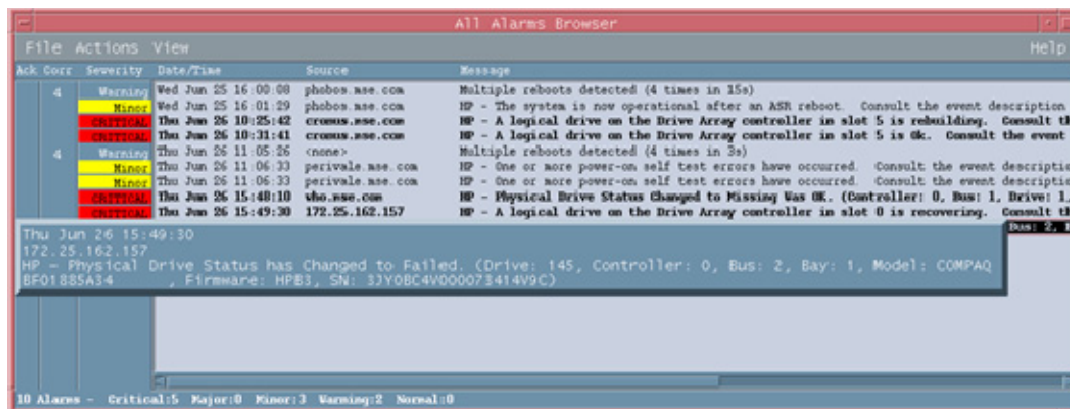 All Alarms Browser
File Actions View Help
Ack Corr Severity Date/Time Source Message
4 Warning Wed Jun 25 16:00:08 phobos.mse.com Multiple reboots detected (4 times in 15s)
Minor Wed Jun 25 16:01:29 phobos.mse.com HP - The system is now operational after an ASR reboot. Consult the event description
CRITICAL Thu Jun 26 10:25:42 cronus.mse.com HP - A logical drive on the Drive Array controller in slot 5 is rebuilding. Consult
CRITICAL Thu Jun 26 10:31:41 cronus.mse.com HP - A logical drive on the Drive Array controller in slot 5 is Ok. Consult the event
4 Warning Thu Jun 26 11:05:26 <none> Multiple reboots detected (4 times in 3s)
Minor Thu Jun 26 11:06:33 perivale.mse.com HP - One or more power-on self test errors have occurred. Consult the event
Minor Thu Jun 26 11:06:33 perivale.mse.com HP - One or more power-on self test errors have occurred. Consult the event
CRITICAL Thu Jun 26 15:48:10 who.mse.com HP - Physical Drive Status Changed to Missing Was OK. (Controller: 0, Bus: 1, Drive: 1,
CRITICAL Thu Jun 26 15:49:30 172.25.162.157 HP - A logical drive on the Drive Array controller in slot 0 is recovering. Consult
Bus: 2,
Thu Jun 26 15:49:30
172.25.162.157
HP - Physical Drive Status has Changed to Failed. (Drive: 145, Controller: 0, Bus: 2, Bay: 1, Model: COMPAQ
BF01885A34 , Firmware: HPB3, SN: 3JY08C4V000073414V9C)
10 Alarms - Critical:5 Major:0 Minor:3 Warning:2 Normal:0